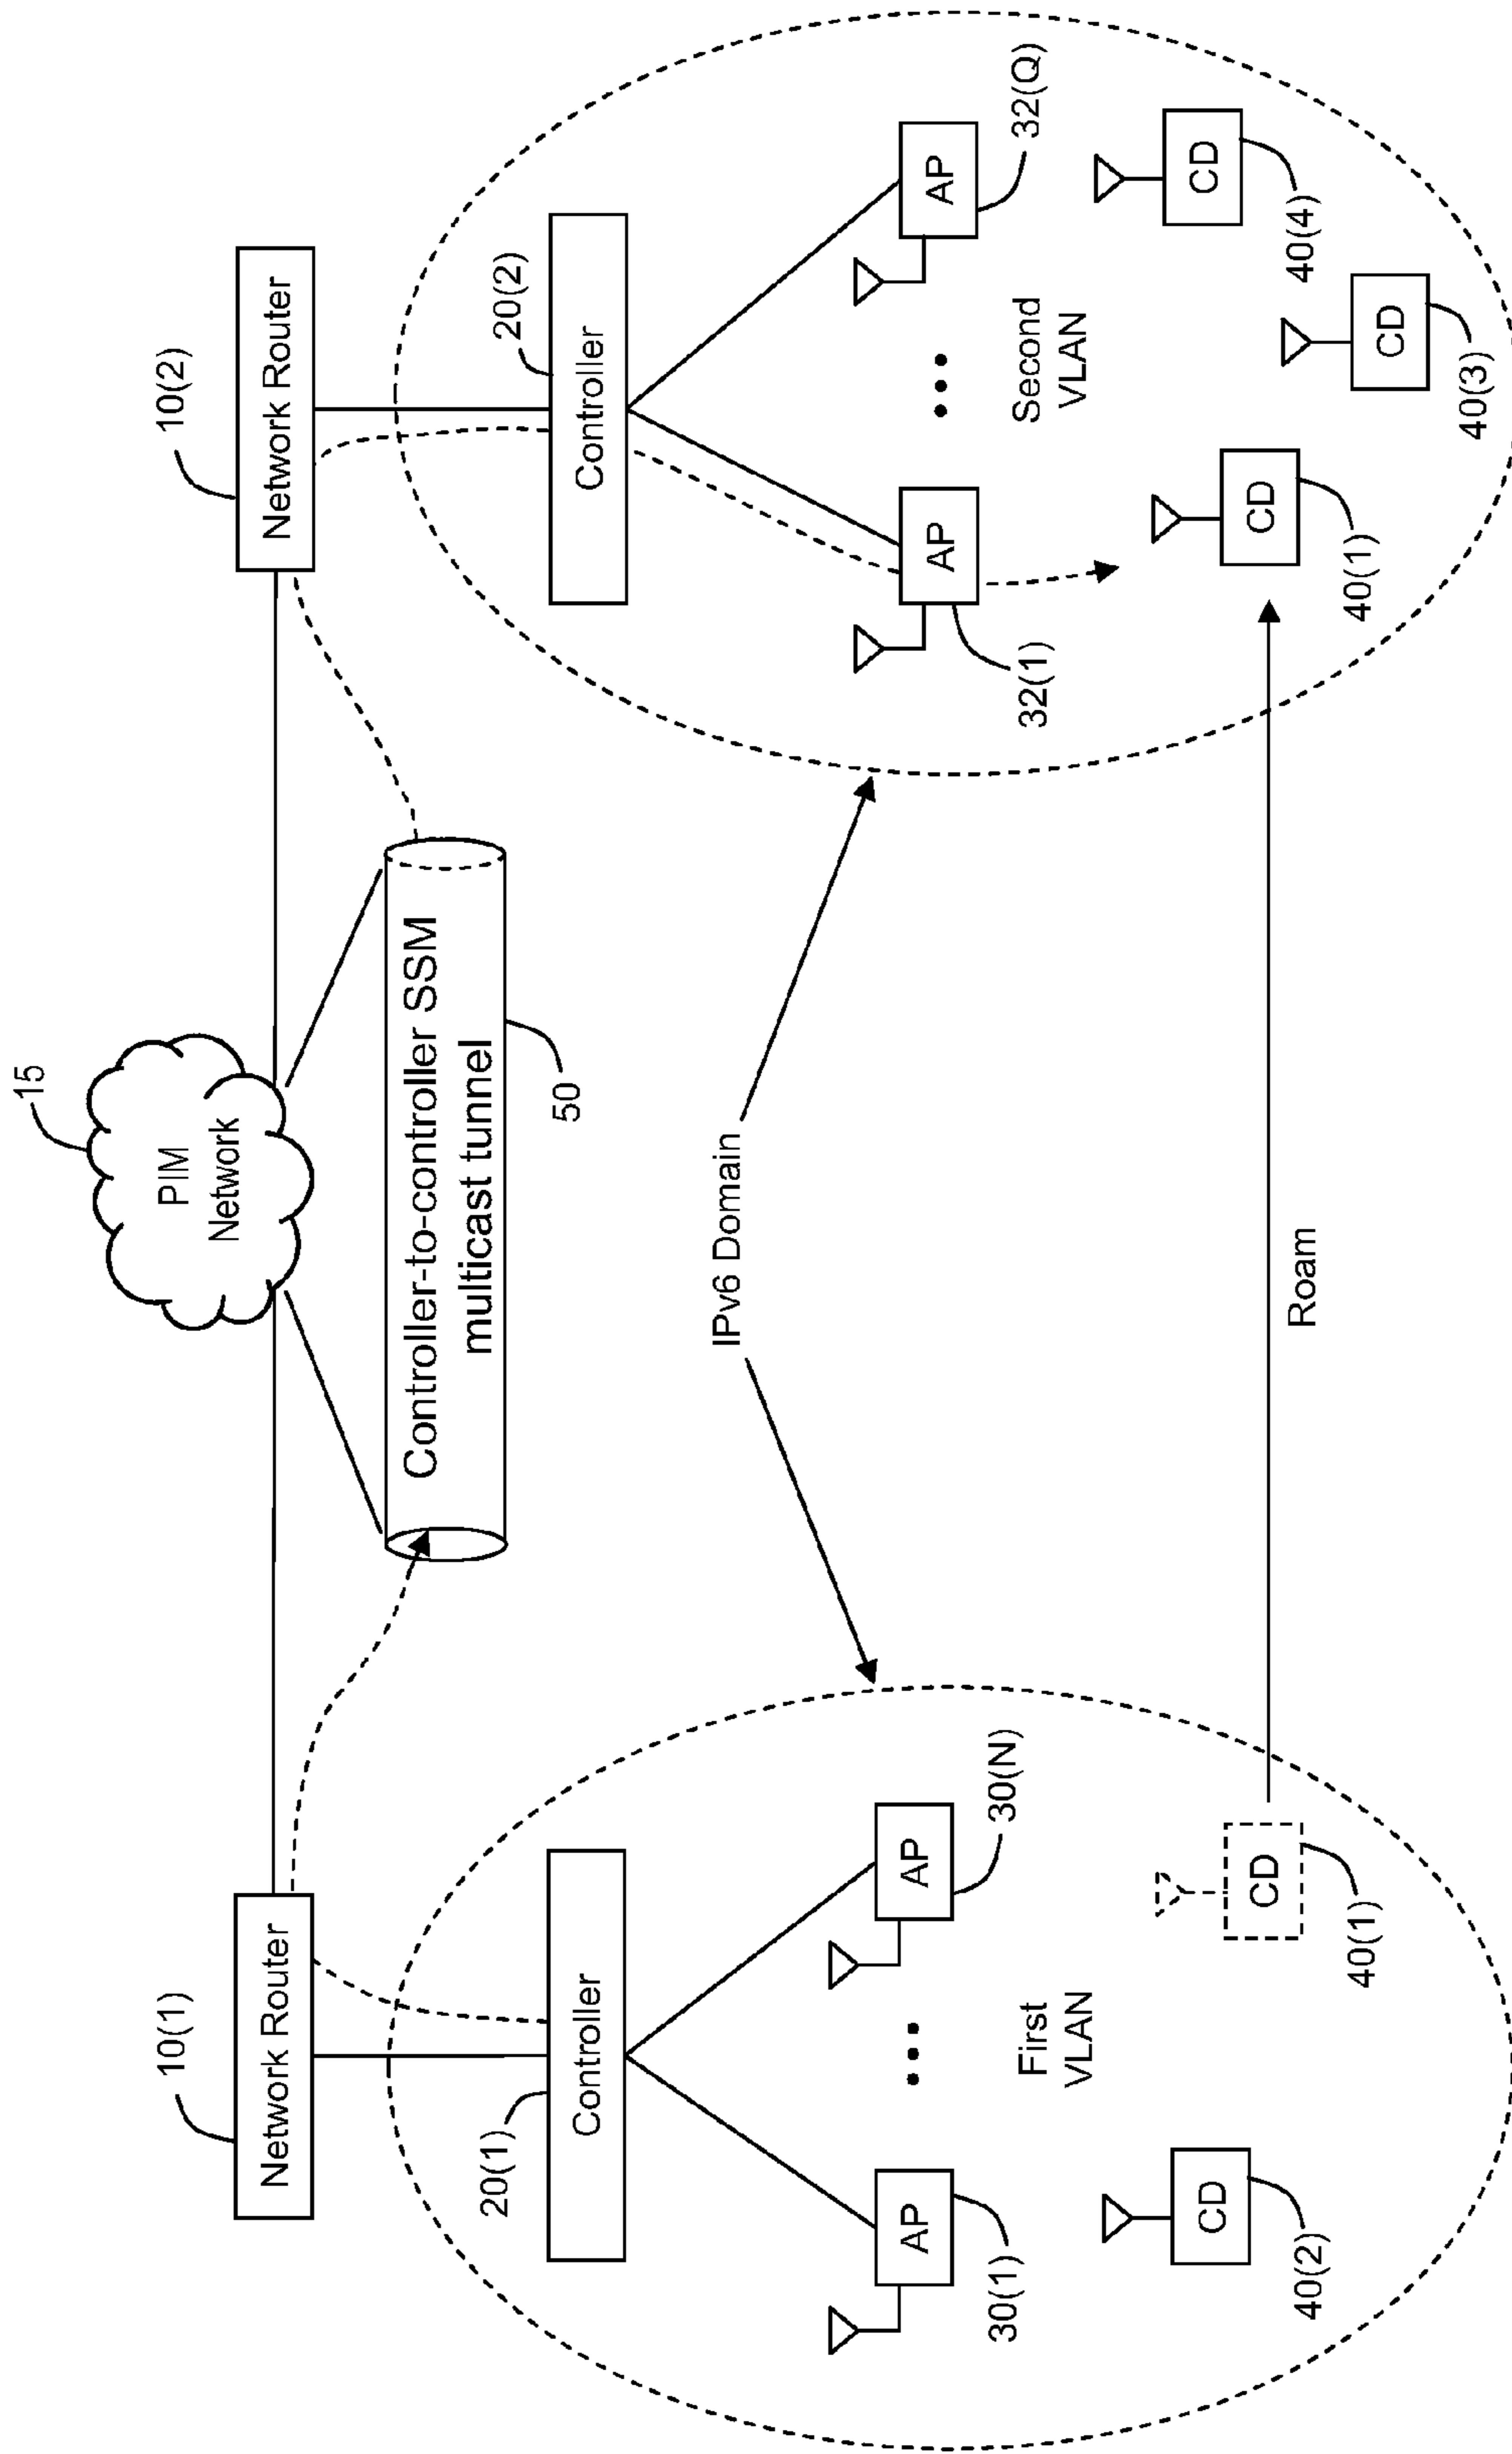 15
PIM
Network
10(1)
Network Router
10(2)
Network Router
Controller-to-controller SSM
multicast tunnel
50
20(1)
Controller
20(2)
Controller
IPv6 Domain
AP
30(1)
AP
30(N)
First
VLAN
CD
40(2)
CD
40(1)
Roam
AP
32(1)
AP
32(Q)
Second
VLAN
CD
40(1)
CD
40(3)
CD
40(4)